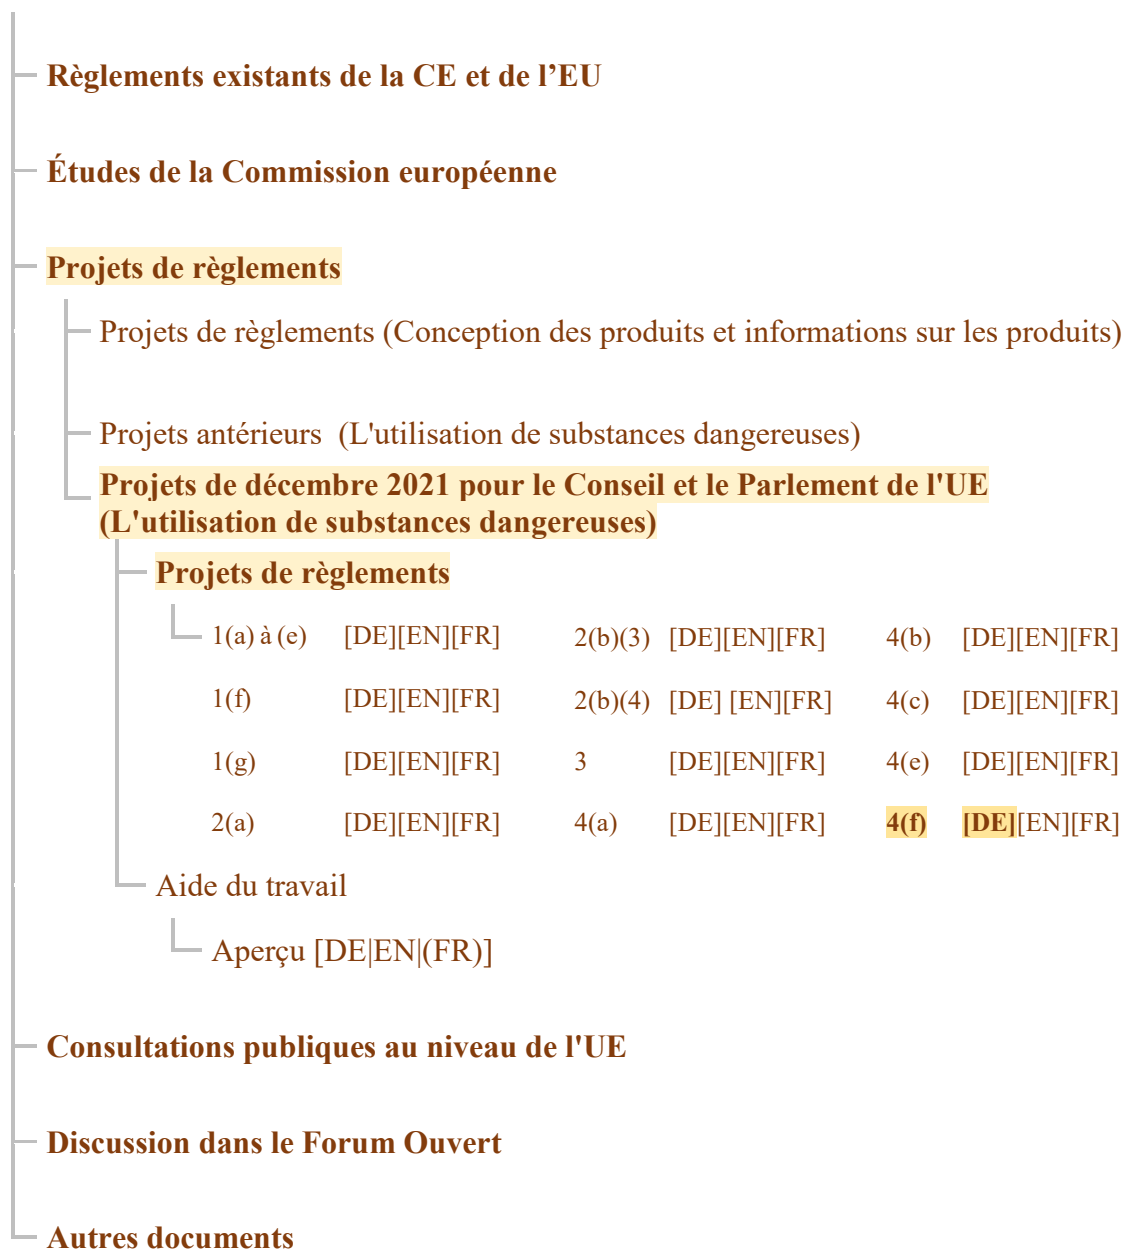 Règlements existants de la CE et de l’EU
Études de la Commission européenne
Projets de règlements
Projets de règlements (Conception des produits et informations sur les produits)
Projets antérieurs (L'utilisation de substances dangereuses)
Projets de décembre 2021 pour le Conseil et le Parlement de l'UE
(L'utilisation de substances dangereuses)
Projets de règlements
1(a) à (e) [DE][EN][FR] 2(b)(3) [DE][EN][FR] 4(b) [DE][EN][FR]
1(f) [DE][EN][FR] 2(b)(4) [DE] [EN][FR] 4(c) [DE][EN][FR]
1(g) [DE][EN][FR] 3 [DE][EN][FR] 4(e) [DE][EN][FR]
2(a) [DE][EN][FR] 4(a) [DE][EN][FR] 4(f) [DE][EN][FR]
Aide du travail
Aperçu [DE|EN|(FR)]
Consultations publiques au niveau de l'UE
Discussion dans le Forum Ouvert
Autres documents